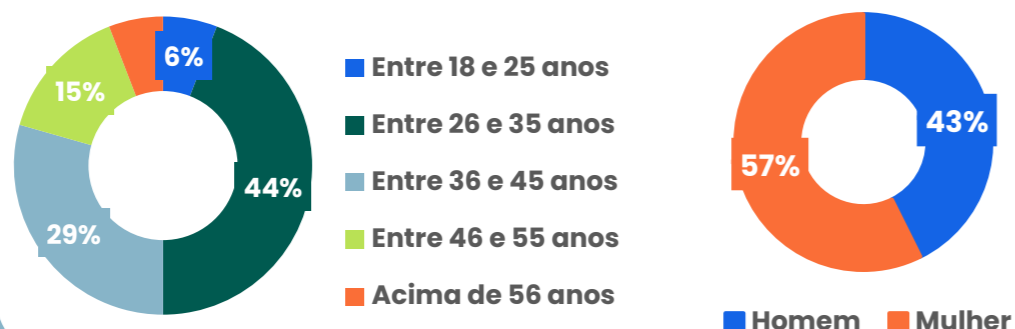 6%
15%
44%
29%
Entre 18 e 25 anos
Entre 26 e 35 anos
Entre 36 e 45 anos
Entre 46 e 55 anos
Acima de 56 anos
43%
57%
Homem Mulher